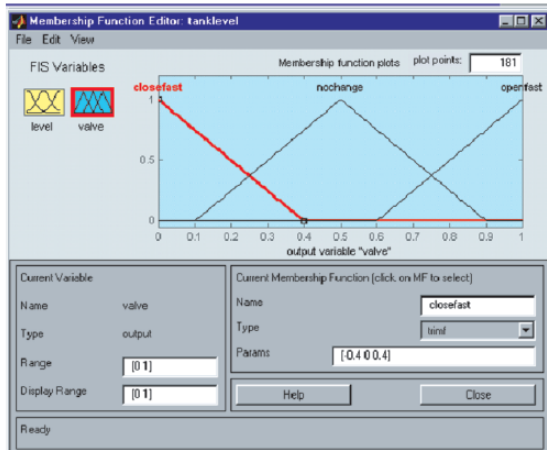 Membership Function Editor: tanklevel
File Edit View
FIS Variables
Membership function plots plot points: 181
closefast nochange openfast
level valve
1
0.5
0
0 0.1 0.2 0.3 0.4 0.5 0.6 0.7 0.8 0.9 1
output variable "valve"
Current Variable
Name valve
Type output
Range [0 1]
Display Range [0 1]
Current Membership Function (click on MF to select)
Name closefast
Type trimf
Params [-0.4 0 0.4]
Help Close
Ready